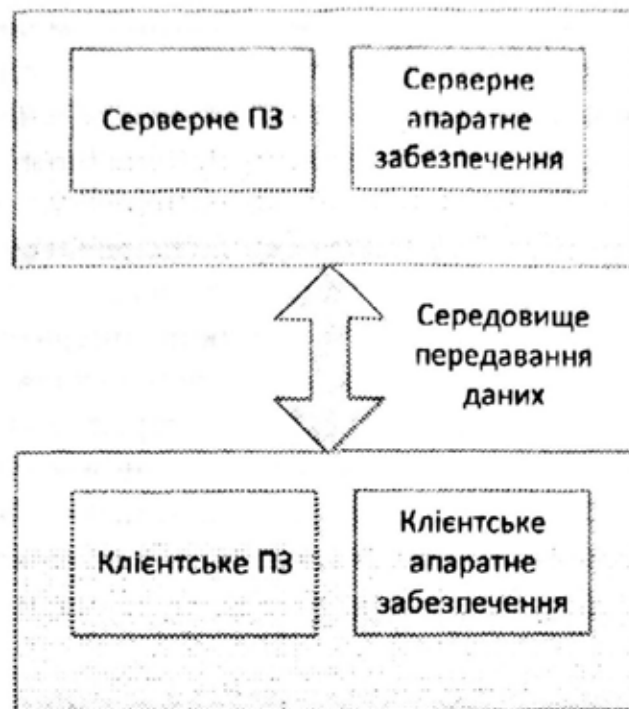 Серверне ПЗ
Серверне
апаратне
забезпечення
Середовище
передавання
даних
Клієнтське ПЗ
Клієнтське
апаратне
забезпечення